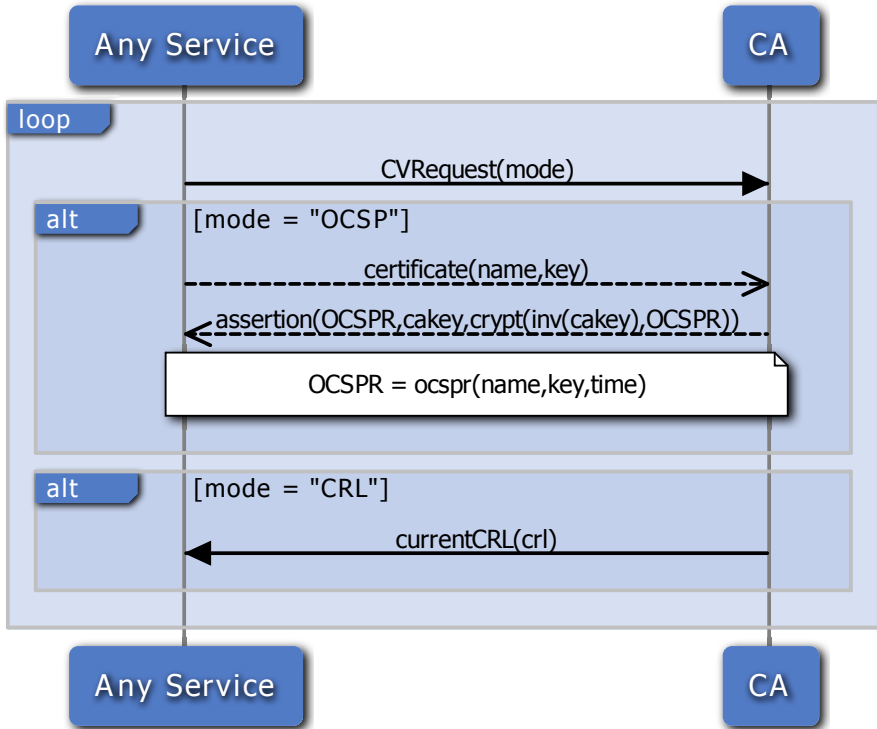 Any Service
CA
loop
CVRequest(mode)
alt
[mode = "OCSP"]
certificate(name,key)
assertion(OCSPR,cakey,crypt(inv(cakey),OCSPR))
OCSPR = ocspr(name,key,time)
alt
[mode = "CRL"]
currentCRL(crl)
Any Service
CA